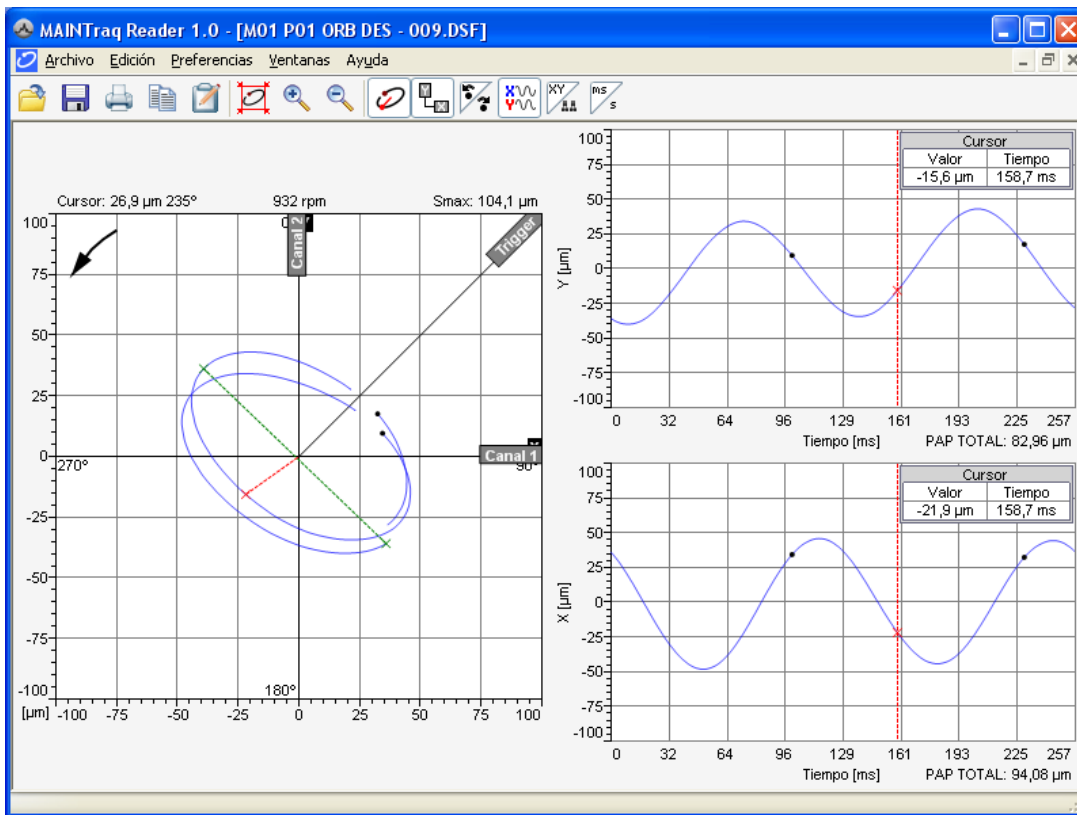 MAINTraq Reader 1.0 - [M01 P01 ORB DES - 009.DSF]
Archivo Edición Preferencias Ventanas Ayuda
X Y XY ms s
Cursor: 26,9 µm 235° 932 rpm Smax: 104,1 µm
100
75
50
25
0
-25
-50
-75
-100
[µm] -100 -75 -50 -25 0 25 50 75 100
Canal 2
Trigger
Canal 1
270°
90°
180°
Y [µm]
100
75
50
25
0
-25
-50
-75
-100
Cursor
Valor Tiempo
-15,6 µm 158,7 ms
0 32 64 96 129 161 193 225 257
Tiempo [ms] PAP TOTAL: 82,96 µm
X [µm]
100
75
50
25
0
-25
-50
-75
-100
Cursor
Valor Tiempo
-21,9 µm 158,7 ms
0 32 64 96 129 161 193 225 257
Tiempo [ms] PAP TOTAL: 94,08 µm